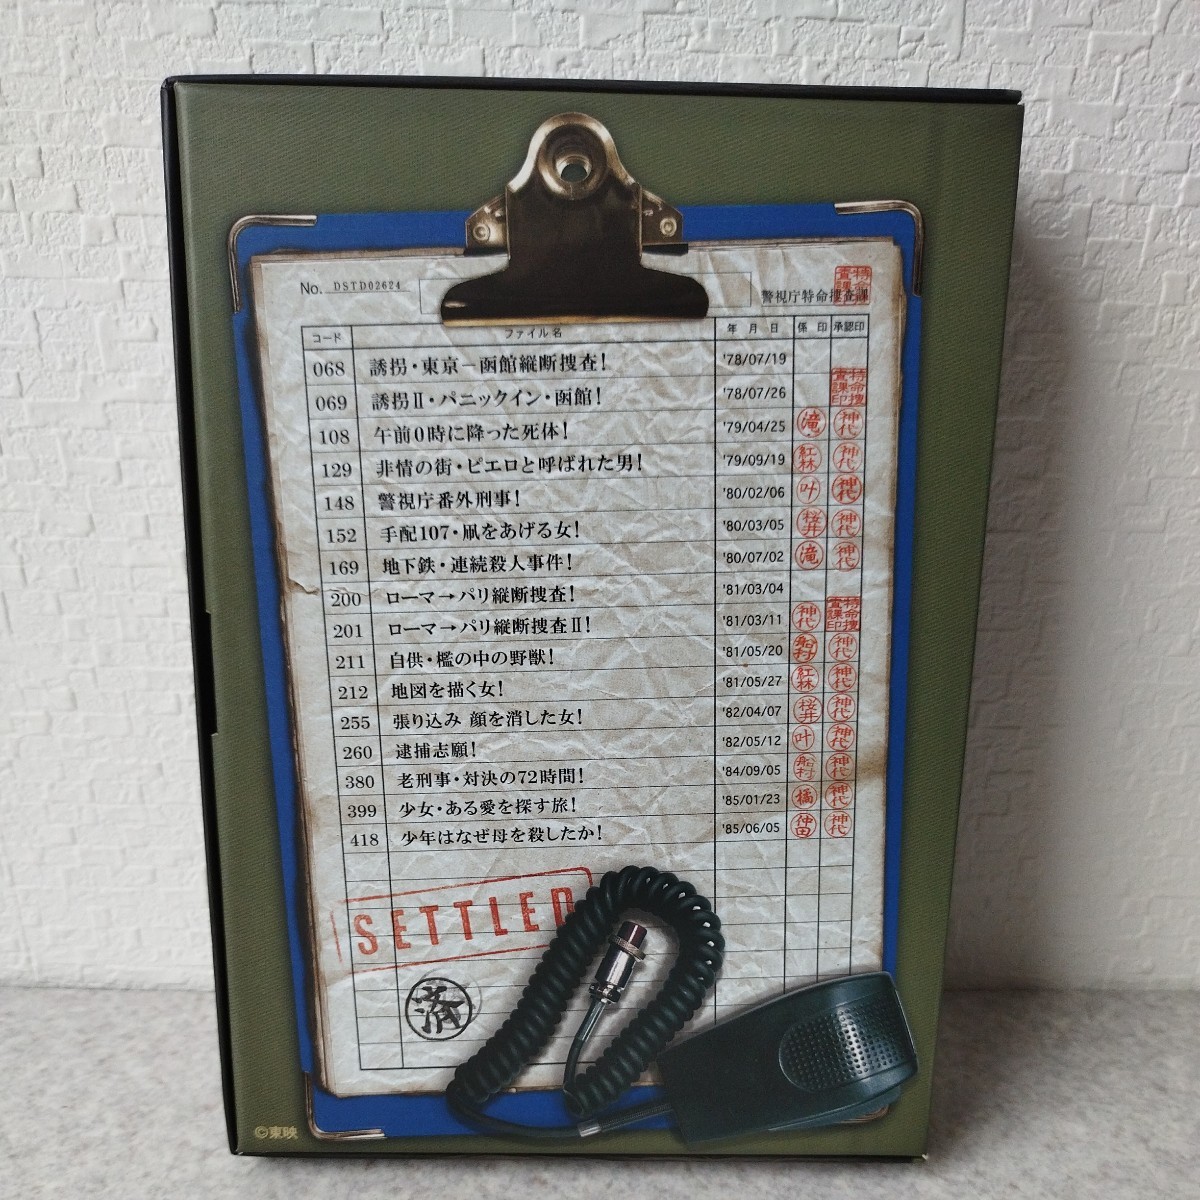 No. DSTD02624
警視庁特命捜査課
特命捜査課
コード ファイル名 年 月 日 係 印 承認印
068 誘拐・東京－函館縦断捜査! '78/07/19
069 誘拐Ⅱ・パニックイン・函館! '78/07/26 特命捜査課印
108 午前0時に降った死体! '79/04/25 滝 神代
129 非情の街・ピエロと呼ばれた男! '79/09/19 紅林 神代
148 警視庁番外刑事! '80/02/06 叶 神代
152 手配107・凧をあげる女! '80/03/05 桜井 神代
169 地下鉄・連続殺人事件! '80/07/02 滝 神代
200 ローマ→パリ縦断捜査! '81/03/04
201 ローマ→パリ縦断捜査Ⅱ! '81/03/11 神代 特命捜査課印
211 自供・檻の中の野獣! '81/05/20 船村 神代
212 地図を描く女! '81/05/27 紅林 神代
255 張り込み 顔を消した女! '82/04/07 桜井 神代
260 逮捕志願! '82/05/12 叶 神代
380 老刑事・対決の72時間! '84/09/05 船村 神代
399 少女・ある愛を探す旅! '85/01/23 橘 神代
418 少年はなぜ母を殺したか! '85/06/05 仲田 神代
SETTLED
済
©東映